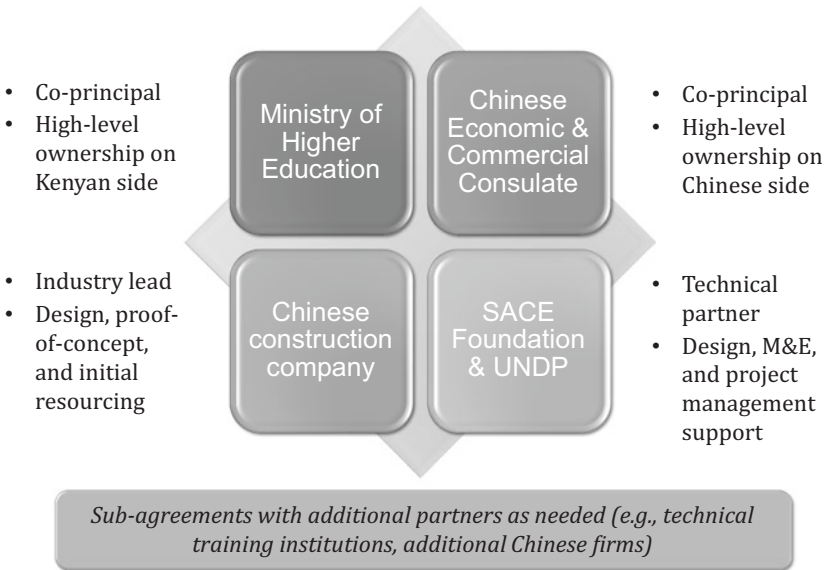 • Co-principal
• High-level
ownership on
Kenyan side
Ministry of
Higher
Education
Chinese
Economic &
Commercial
Consulate
• Co-principal
• High-level
ownership on
Chinese side
• Industry lead
• Design, proof-
of-concept,
and initial
resourcing
Chinese
construction
company
SACE
Foundation
& UNDP
• Technical
partner
• Design, M&E,
and project
management
support
Sub-agreements with additional partners as needed (e.g., technical
training institutions, additional Chinese firms)